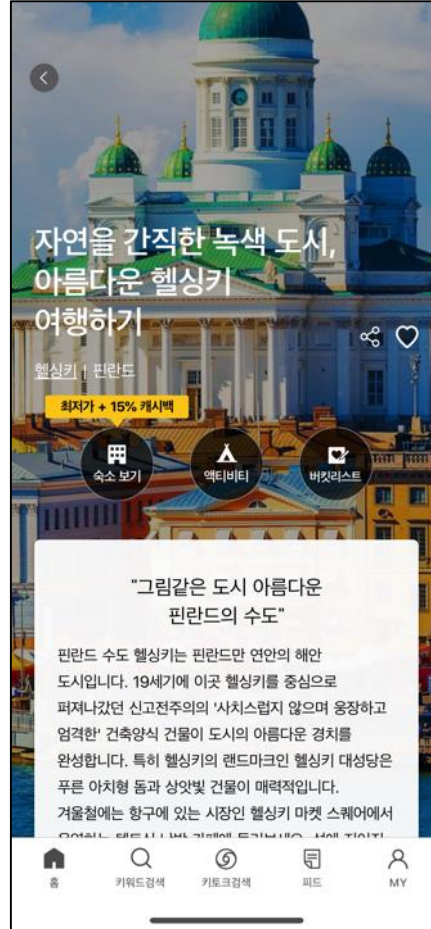 자연을 간직한 녹색 도시,
아름다운 헬싱키
여행하기
헬싱키 | 핀란드
최저가 + 15% 캐시백
숙소 보기
액티비티
버킷리스트
"그림같은 도시 아름다운
핀란드의 수도"
핀란드 수도 헬싱키는 핀란드만 연안의 해안
도시입니다. 19세기에 이곳 헬싱키를 중심으로
퍼져나갔던 신고전주의의 '사치스럽지 않으며 웅장하고
엄격한' 건축양식 건물이 도시의 아름다운 경치를
완성합니다. 특히 헬싱키의 랜드마크인 헬싱키 대성당은
푸른 아치형 돔과 상앗빛 건물이 매력적입니다.
겨울철에는 항구에 있는 시장인 헬싱키 마켓 스퀘어에서
홈
키워드검색
키토크검색
피드
MY